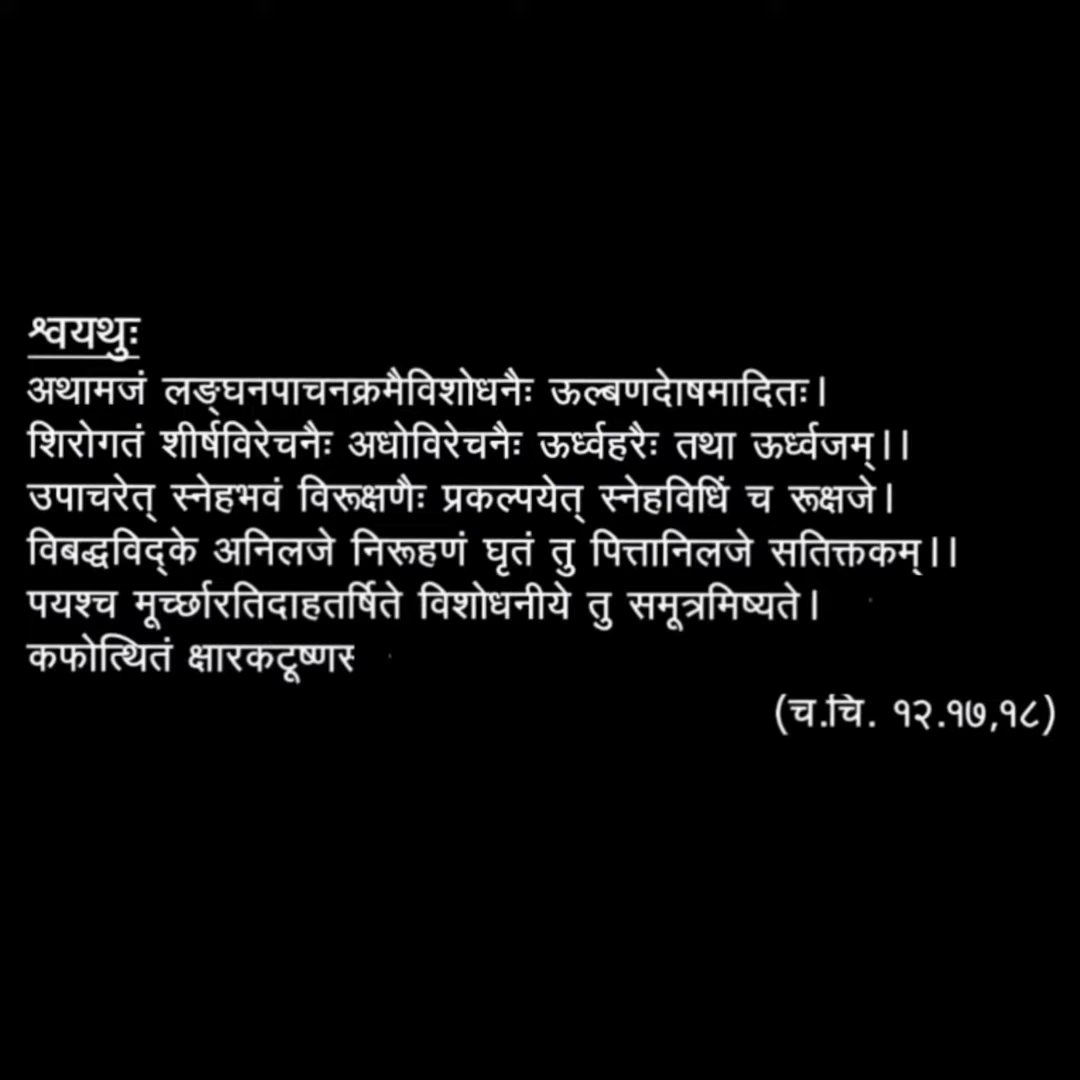 श्वयथुः
अथामजं लङ्घनपाचनक्रमैविशोधनैः ऊल्बणदोषमादितः।
शिरोगतं शीर्षविरेचनैः अधोविरेचनैः ऊर्ध्वहरैः तथा ऊर्ध्वजम्।।
उपाचरेत् स्नेहभवं विरूक्षणैः प्रकल्पयेत् स्नेहविधिं च रूक्षजे।
विबद्धविट्के अनिलजे निरूहणं घृतं तु पित्तानिलजे सतिक्तकम्।।
पयश्च मूर्च्छारतिदाहतर्षिते विशोधनीये तु समूत्रमिष्यते।
कफोत्थितं
(च.चि. १२.१७,१८)